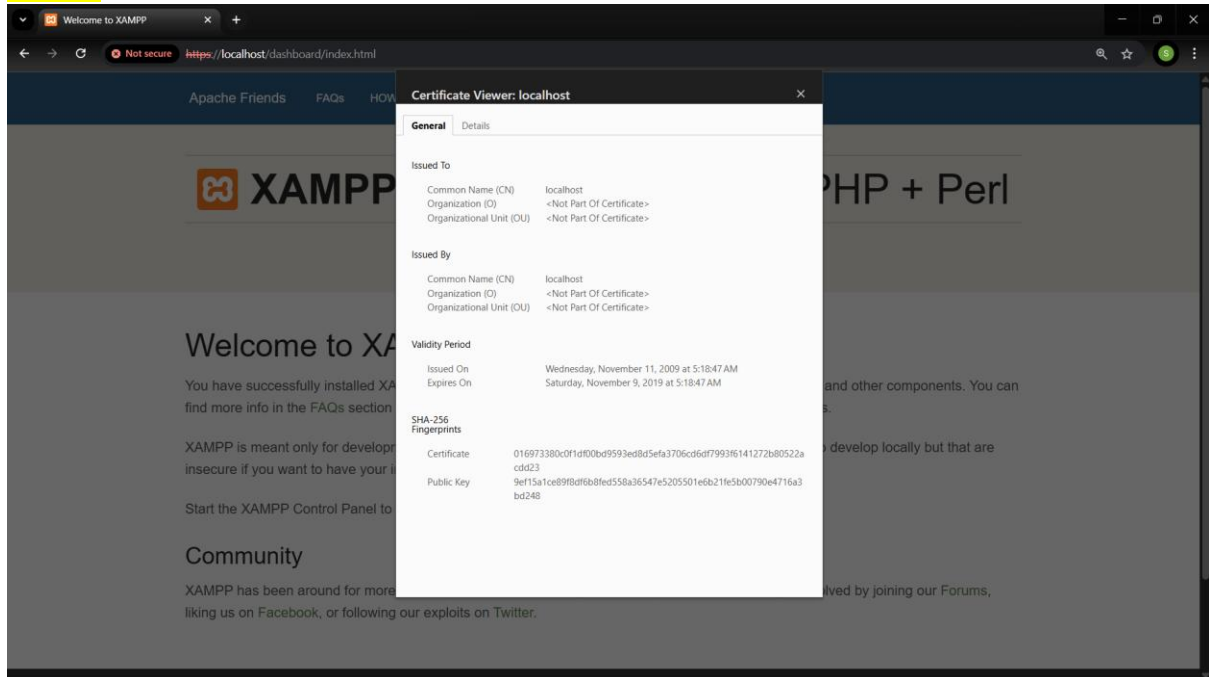 Welcome to XAMPP
Not secure https://localhost/dashboard/index.html S
Apache Friends FAQs HOW
Certificate Viewer: localhost
General Details
XAMPP PHP + Perl
Issued To
Common Name (CN) localhost
Organization (O) <Not Part Of Certificate>
Organizational Unit (OU) <Not Part Of Certificate>
Issued By
Common Name (CN) localhost
Organization (O) <Not Part Of Certificate>
Organizational Unit (OU) <Not Part Of Certificate>
Welcome to XA
Validity Period
Issued On Wednesday, November 11, 2009 at 5:18:47 AM
Expires On Saturday, November 9, 2019 at 5:18:47 AM
You have successfully installed XA and other components. You can
find more info in the FAQs section s.
SHA-256
Fingerprints
Certificate 016973380c0f1df00bd9593ed8d5efa3706cd6df7993f6141272b80522a
cdd23
Public Key 9ef15a1ce89f8df6b8fed558a36547e5205501e6b21fe5b00790e4716a3
bd248
XAMPP is meant only for developm o develop locally but that are
insecure if you want to have your i
Start the XAMPP Control Panel to
Community
XAMPP has been around for more lved by joining our Forums,
liking us on Facebook, or following our exploits on Twitter.